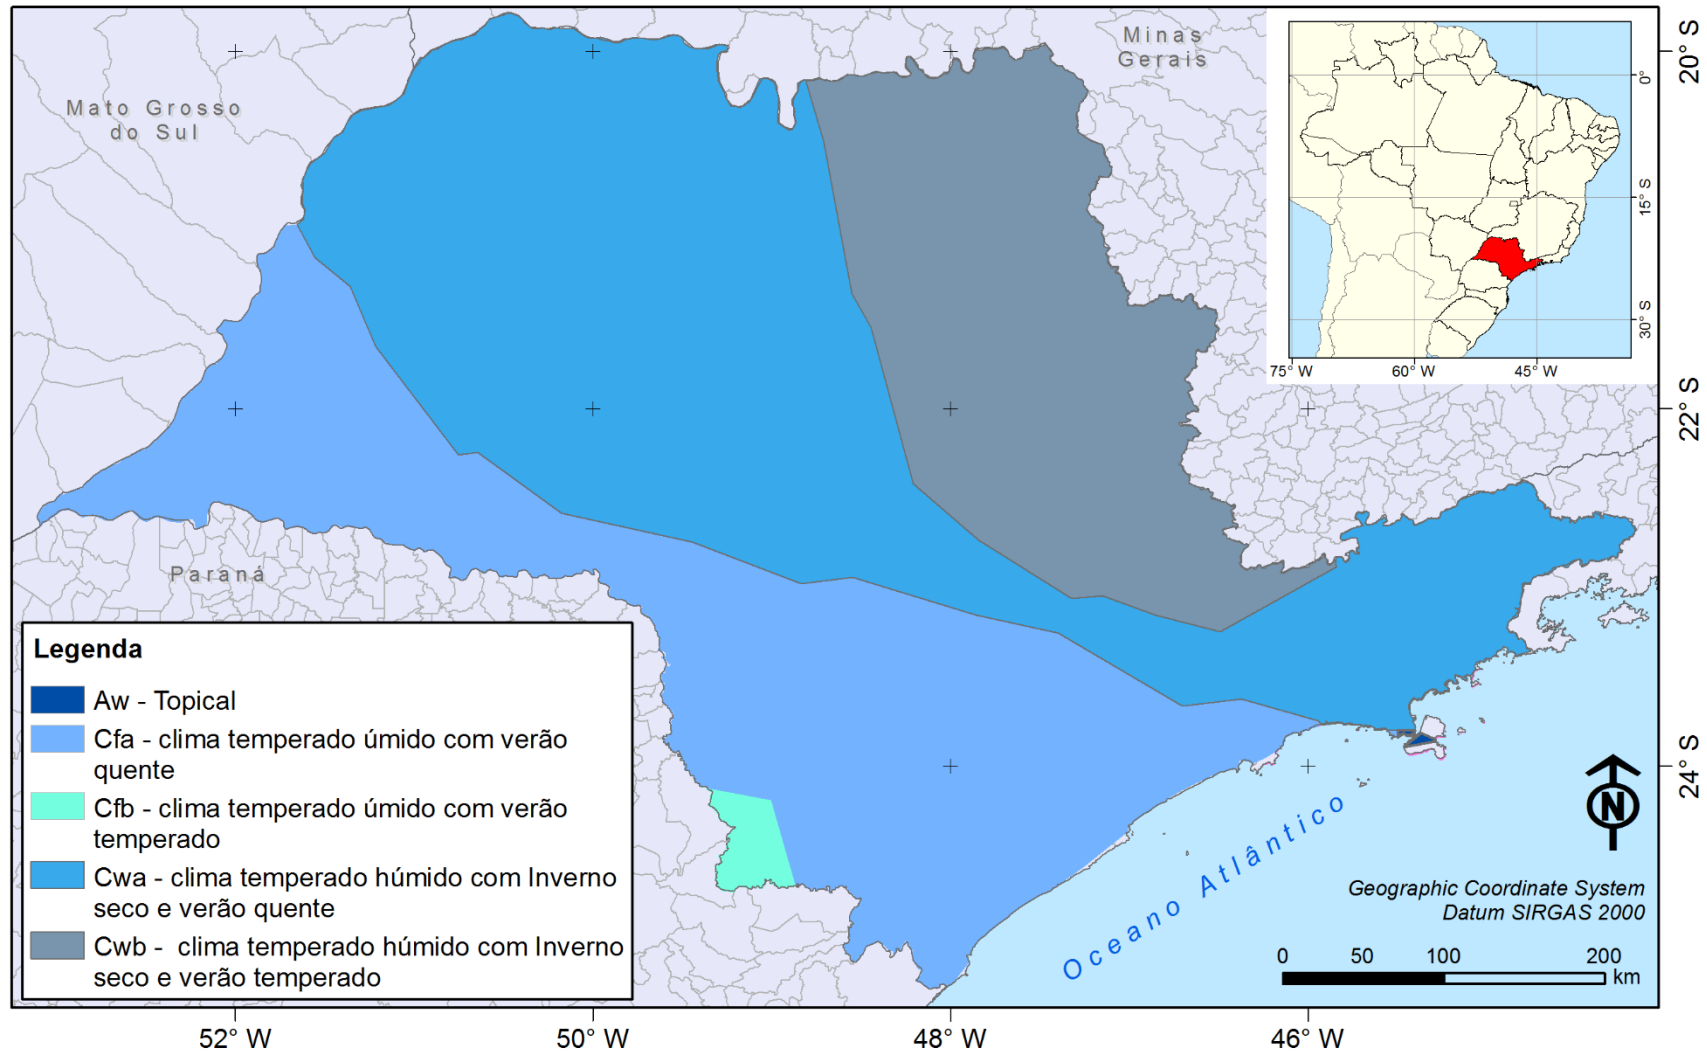 Minas
Gerais
Mato Grosso
do Sul
Paraná
Legenda
Aw - Topical
Cfa - clima temperado úmido com verão
quente
Cfb - clima temperado úmido com verão
temperado
Cwa - clima temperado húmido com Inverno
seco e verão quente
Cwb - clima temperado húmido com Inverno
seco e verão temperado
Oceano Atlântico
N
Geographic Coordinate System
Datum SIRGAS 2000
0 50 100 200
km
0°
15° S
30° S
75° W 60° W 45° W
20° S
22° S
24° S
52° W 50° W 48° W 46° W